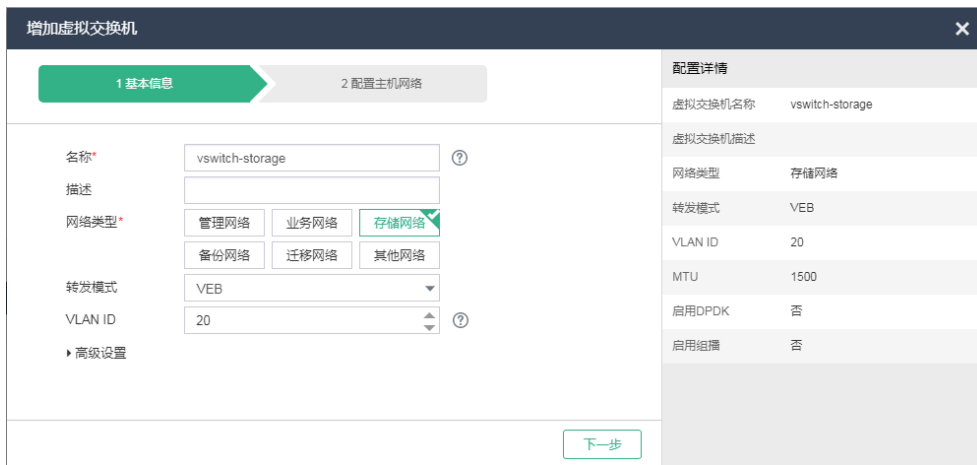 增加虚拟交换机
1 基本信息
2 配置主机网络
名称*
vswitch-storage
描述
网络类型*
管理网络 业务网络 存储网络
备份网络 迁移网络 其他网络
转发模式
VEB
VLAN ID
20
高级设置
下一步
配置详情
虚拟交换机名称 vswitch-storage
虚拟交换机描述
网络类型 存储网络
转发模式 VEB
VLAN ID 20
MTU 1500
启用DPDK 否
启用组播 否